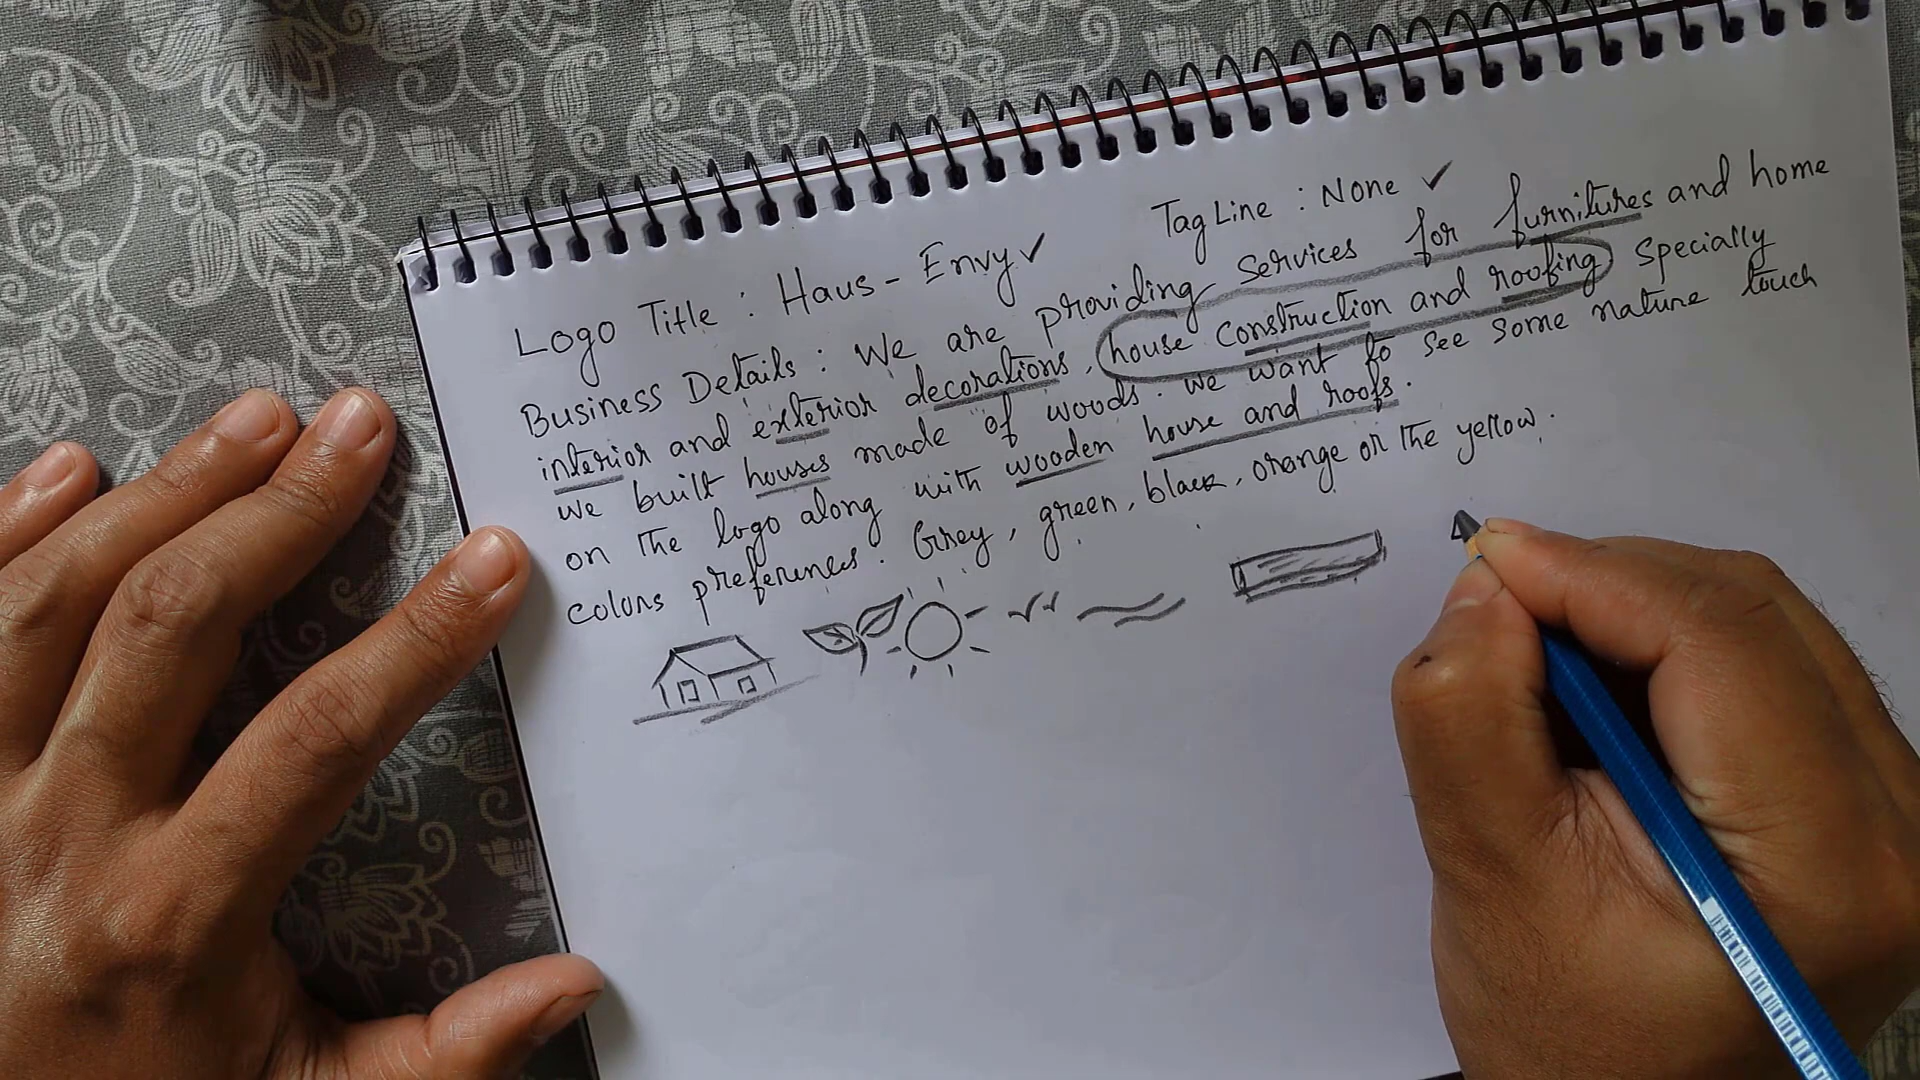 Logo Title : Haus - Envy ✓ Tag Line : None ✓
Business Details : We are providing services for furnitures and home
interior and exterior decorations, house construction and roofing specially
we built houses made of woods. we want to see some nature touch
on the logo along with wooden house and roofs.
colors preferences : Grey, green, black, orange or the yellow.